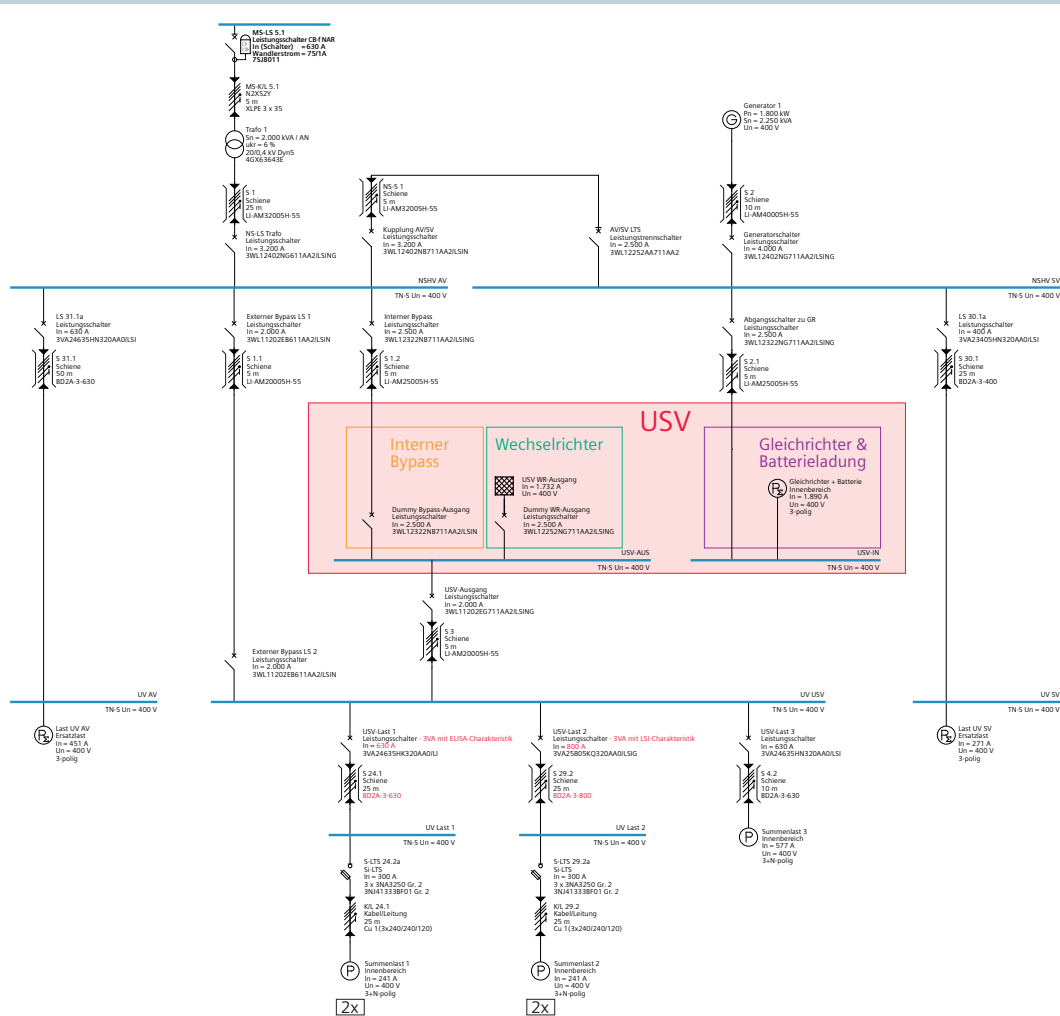 MS-LS 5.1
Leistungsschalter CB-f NAR
In (Schalter) = 630 A
Wandlerstrom = 75/1A
7SJ8011
MS-K/L 5.1
N2XS2Y
5 m
XLPE 3 x 35
Trafo 1
Sn = 2.000 kVA / AN
ukr = 6 %
20/0,4 kV Dyn5
4GX63643E
Generator 1
Pn = 1.800 kW
Sn = 2.250 kVA
Un = 400 V
G
S 1
Schiene
25 m
LI-AM32005H-55
NS-S 1
Schiene
5 m
LI-AM32005H-55
S 2
Schiene
10 m
LI-AM40005H-55
NS-LS Trafo
Leistungsschalter
In = 3.200 A
3WL12402NG611AA2/LSING
Kupplung AV/SV
Leistungsschalter
In = 3.200 A
3WL12402NB711AA2/LSIN
AV/SV LTS
Leistungstrennschalter
In = 2.500 A
3WL12252AA711AA2
Generatorschalter
Leistungsschalter
In = 4.000 A
3WL12402NG711AA2/LSING
NSHV AV
TN-S Un = 400 V
NSHV SV
TN-S Un = 400 V
LS 31.1a
Leistungsschalter
In = 630 A
3VA24635HN320AA0/LSI
Externer Bypass LS 1
Leistungsschalter
In = 2.000 A
3WL11202EB611AA2/LSIN
Interner Bypass
Leistungsschalter
In = 2.500 A
3WL12322NB711AA2/LSING
Abgangsschalter zu GR
Leistungsschalter
In = 2.500 A
3WL12322NG711AA2/LSING
LS 30.1a
Leistungsschalter
In = 400 A
3VA23405HN320AA0/LSI
S 31.1
Schiene
50 m
BD2A-3-630
S 1.1
Schiene
5 m
LI-AM20005H-55
S 1.2
Schiene
5 m
LI-AM25005H-55
S 2.1
Schiene
5 m
LI-AM25005H-55
S 30.1
Schiene
25 m
BD2A-3-400
USV
Interner
Bypass
Wechselrichter
Gleichrichter &
Batterieladung
USV WR-Ausgang
In = 1.732 A
Un = 400 V
Gleichrichter + Batterie
Innenbereich
In = 1.890 A
Un = 400 V
3-polig
Dummy Bypass-Ausgang
Leistungsschalter
In = 2.500 A
3WL12322NB711AA2/LSIN
Dummy WR-Ausgang
Leistungsschalter
In = 2.500 A
3WL12252NG711AA2/LSING
USV-AUS
TN-S Un = 400 V
USV-IN
TN-S Un = 400 V
USV-Ausgang
Leistungsschalter
In = 2.000 A
3WL11202EG711AA2/LSING
S 3
Schiene
5 m
LI-AM20005H-55
Externer Bypass LS 2
Leistungsschalter
In = 2.000 A
3WL11202EB611AA2/LSIN
UV AV
TN-S Un = 400 V
UV USV
TN-S Un = 400 V
UV SV
TN-S Un = 400 V
Last UV AV
Ersatzlast
In = 451 A
Un = 400 V
3-polig
USV-Last 1
Leistungsschalter - 3VA mit ELISA-Charakteristik
In = 630 A
3VA24635HK320AA0/LI
USV-Last 2
Leistungsschalter - 3VA mit LSI-Charakteristik
In = 800 A
3VA25805KQ320AA0/LSIG
USV-Last 3
Leistungsschalter
In = 630 A
3VA24635HN320AA0/LSI
Last UV SV
Ersatzlast
In = 271 A
Un = 400 V
3-polig
S 24.1
Schiene
25 m
BD2A-3-630
S 29.2
Schiene
25 m
BD2A-3-800
S 4.2
Schiene
10 m
BD2A-3-630
UV Last 1
TN-S Un = 400 V
UV Last 2
TN-S Un = 400 V
P
Summenlast 3
Innenbereich
In = 577 A
Un = 400 V
3+N-polig
S-LTS 24.2a
Si-LTS
In = 300 A
3 x 3NA3250 Gr. 2
3NJ41333BF01 Gr. 2
S-LTS 29.2a
Si-LTS
In = 300 A
3 x 3NA3250 Gr. 2
3NJ41333BF01 Gr. 2
K/L 24.1
Kabel/Leitung
25 m
Cu 1(3x240/240/120)
K/L 29.2
Kabel/Leitung
25 m
Cu 1(3x240/240/120)
P
Summenlast 1
Innenbereich
In = 241 A
Un = 400 V
3+N-polig
2x
P
Summenlast 2
Innenbereich
In = 241 A
Un = 400 V
3+N-polig
2x